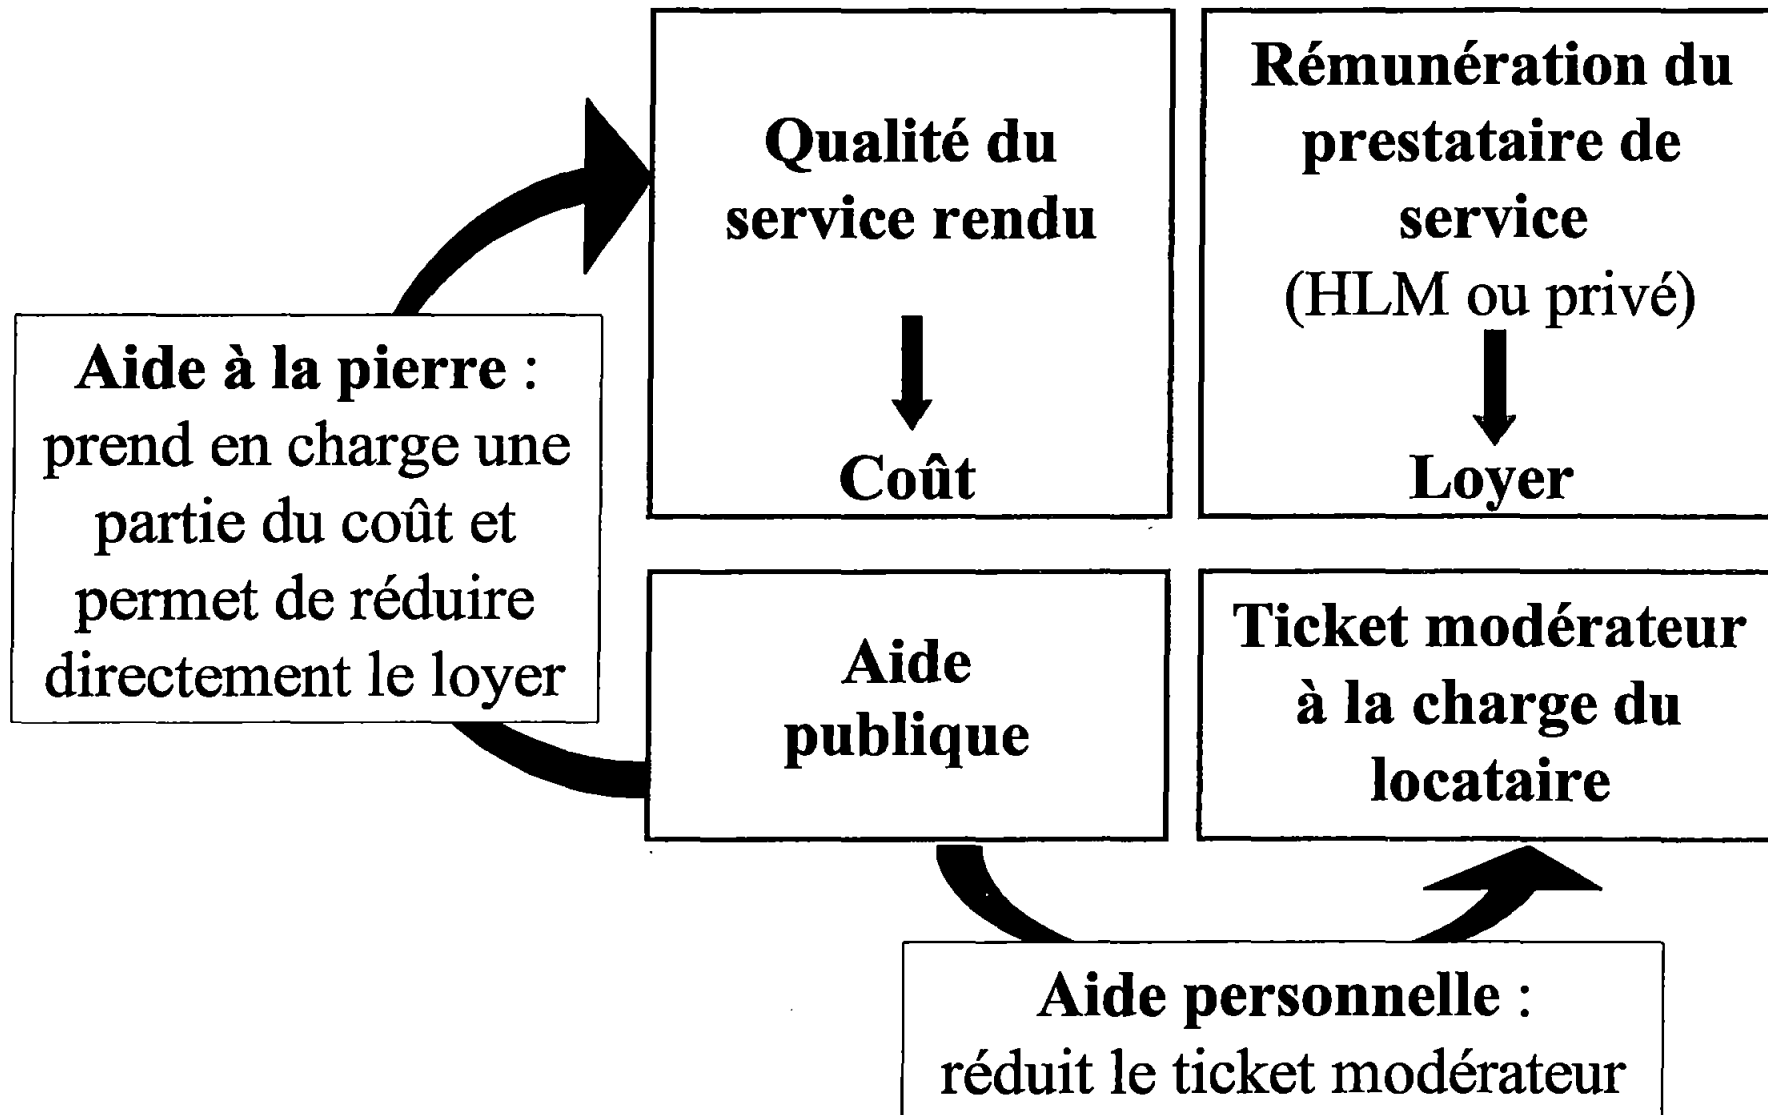 Qualité du
service rendu
Coût
Rémunération du
prestataire de
service
(HLM ou privé)
Loyer
Aide à la pierre :
prend en charge une
partie du coût et
permet de réduire
directement le loyer
Aide
publique
Ticket modérateur
à la charge du
locataire
Aide personnelle :
réduit le ticket modérateur